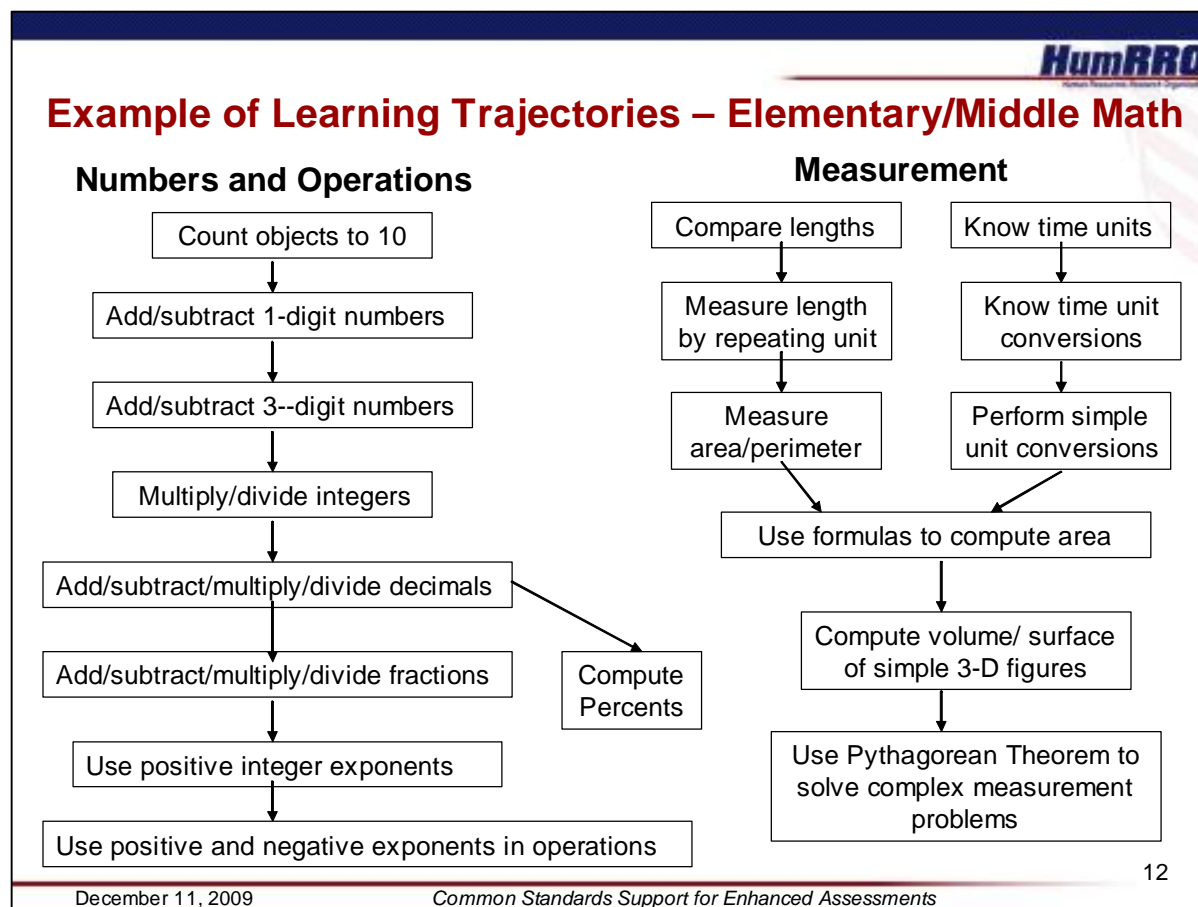 HumRRO
Example of Learning Trajectories – Elementary/Middle Math
Numbers and Operations
Count objects to 10
Add/subtract 1-digit numbers
Add/subtract 3--digit numbers
Multiply/divide integers
Add/subtract/multiply/divide decimals
Add/subtract/multiply/divide fractions
Compute
Percents
Use positive integer exponents
Use positive and negative exponents in operations
Measurement
Compare lengths
Know time units
Measure length
by repeating unit
Know time unit
conversions
Measure
area/perimeter
Perform simple
unit conversions
Use formulas to compute area
Compute volume/ surface
of simple 3-D figures
Use Pythagorean Theorem to
solve complex measurement
problems
12
December 11, 2009
Common Standards Support for Enhanced Assessments